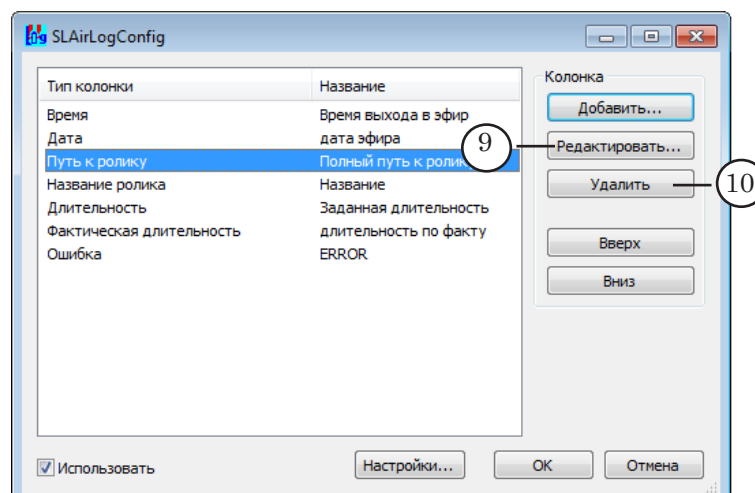 SLAirLogConfig
Тип колонки Название
Время Время выхода в эфир
Дата дата эфира
Путь к ролику Полный путь к ролику
Название ролика Название
Длительность Заданная длительность
Фактическая длительность длительность по факту
Ошибка ERROR
Колонка
Добавить...
9 Редактировать...
Удалить 10
Вверх
Вниз
Использовать Настройки... OK Отмена